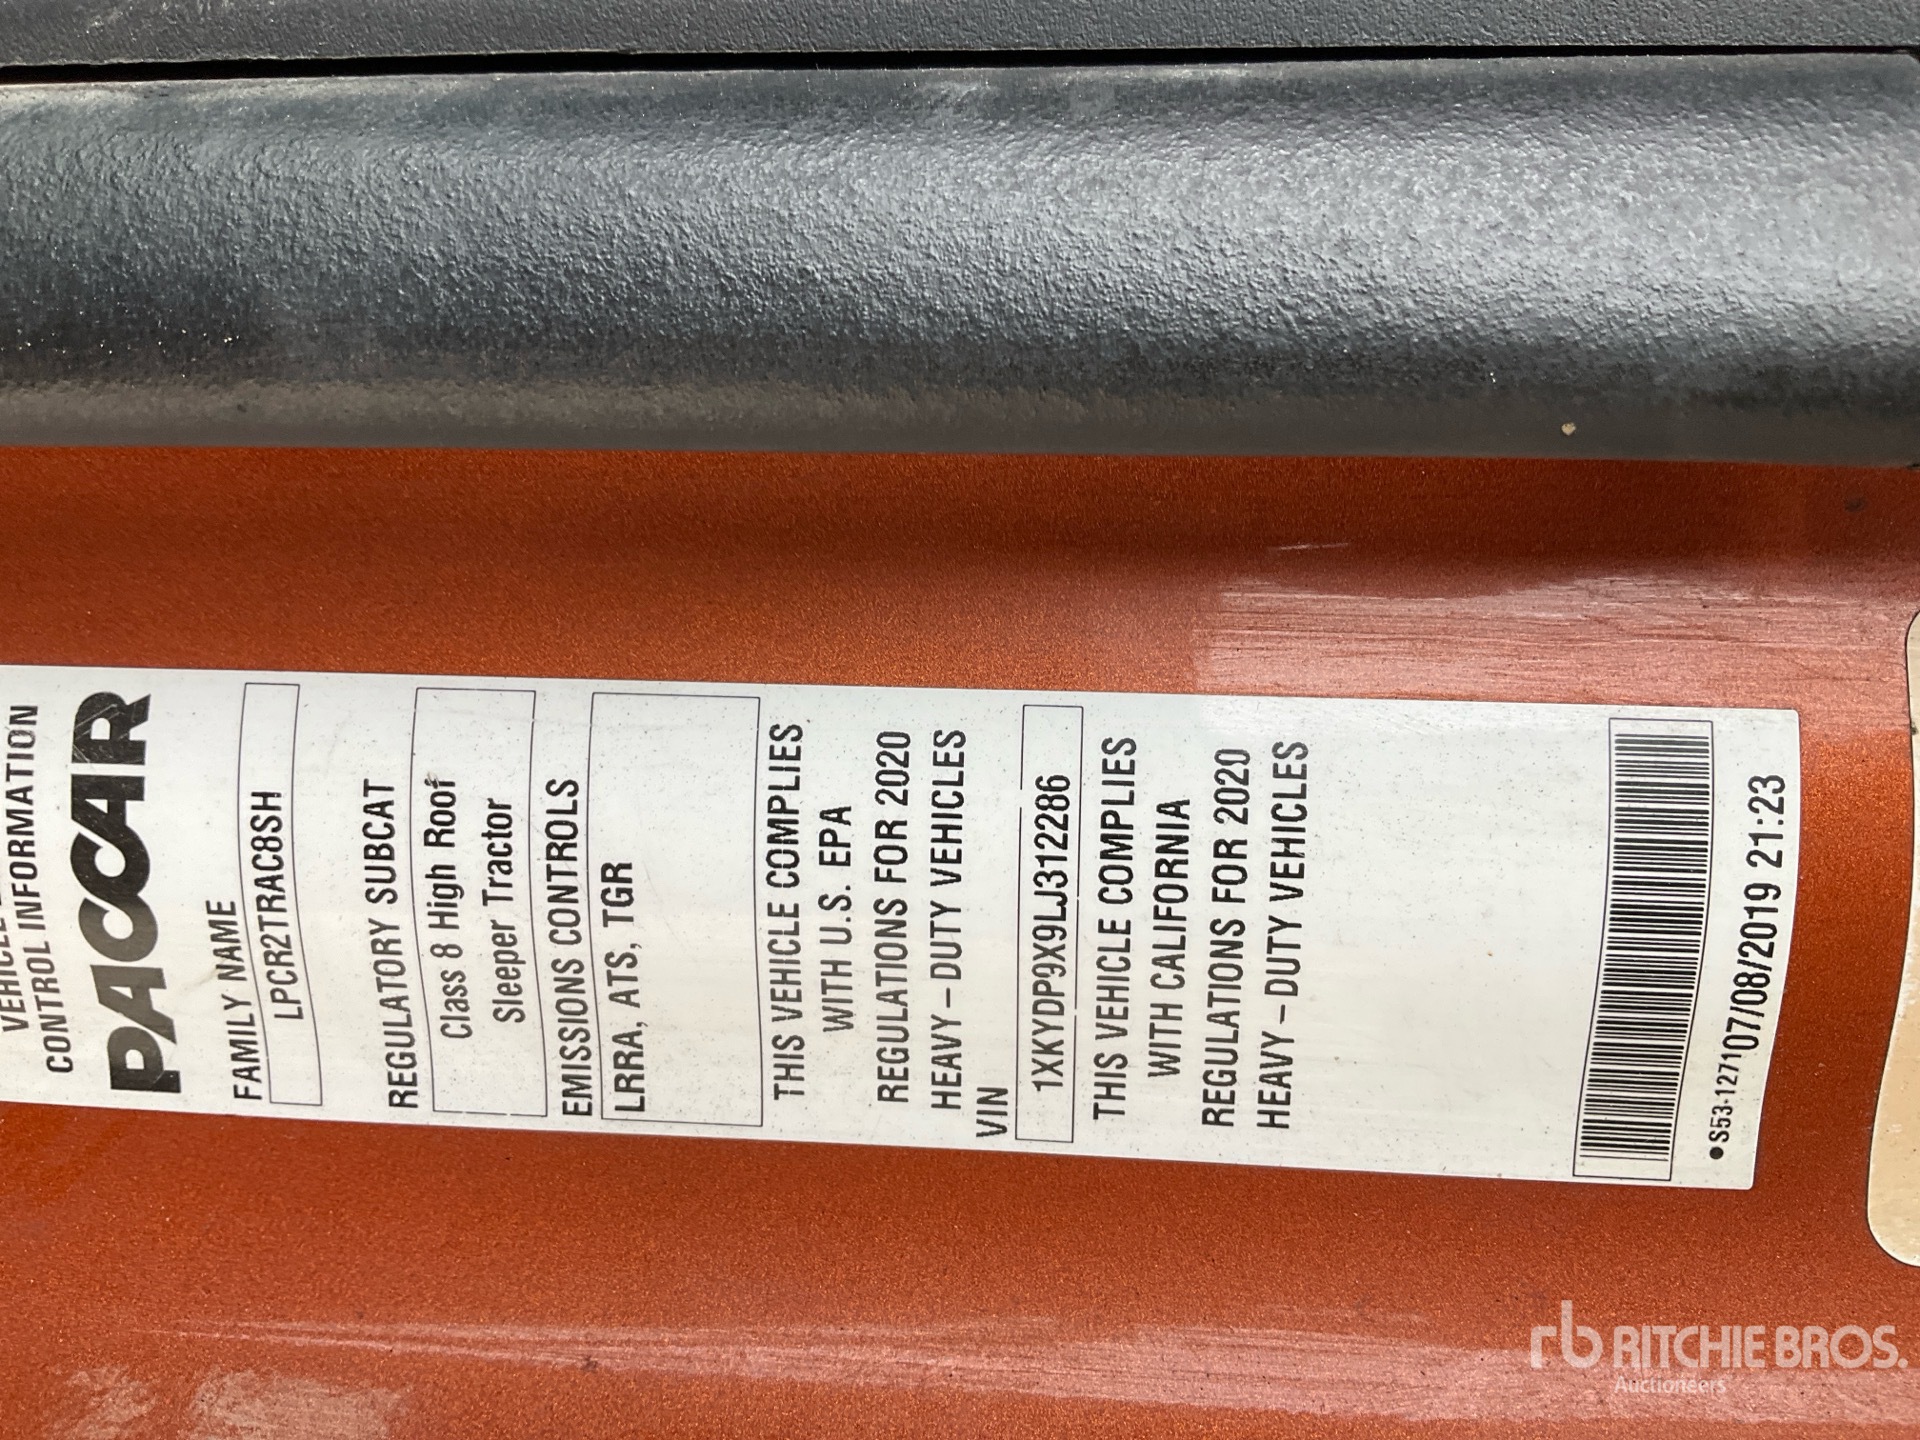 VEHICLE
CONTROL INFORMATION
PACCAR
FAMILY NAME
LPCR2TRAC8SH
REGULATORY SUBCAT
Class 8 High Roof
Sleeper Tractor
EMISSIONS CONTROLS
LRRA, ATS, TGR
THIS VEHICLE COMPLIES
WITH U.S. EPA
REGULATIONS FOR 2020
HEAVY – DUTY VEHICLES
VIN
1XKYDP9X9LJ312286
THIS VEHICLE COMPLIES
WITH CALIFORNIA
REGULATIONS FOR 2020
HEAVY – DUTY VEHICLES
•S53-1271 07/08/2019 21:23
rb RITCHIE BROS.
Auctioneers